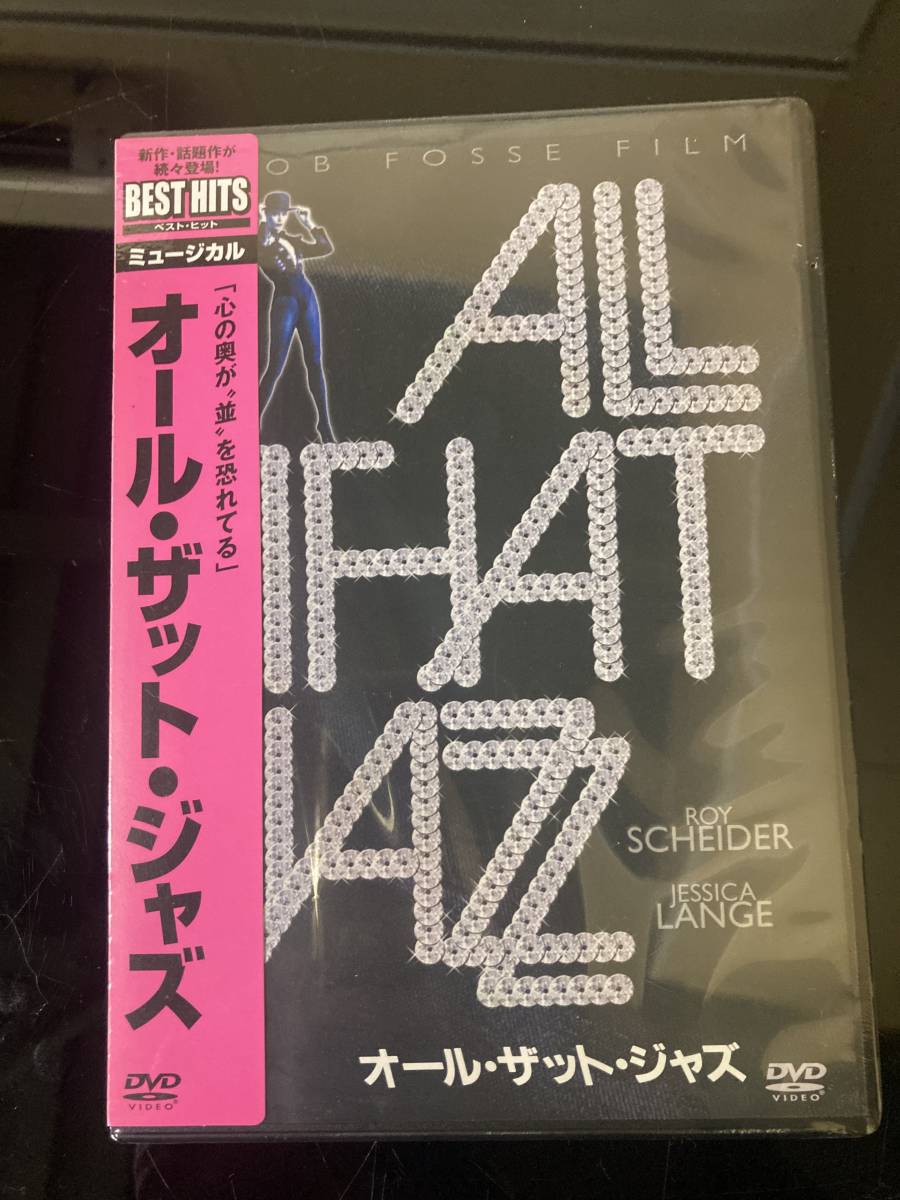 新作・話題作が
続々登場!
BEST HITS
ベスト・ヒット
ミュージカル
「心の奥が〝並〟を恐れてる」
オール・ザット・ジャズ
DVD
VIDEO
OB FOSSE FILM
ALL
THAT
JAZZ
ROY
SCHEIDER
JESSICA
LANGE
オール・ザット・ジャズ
DVD
VIDEO